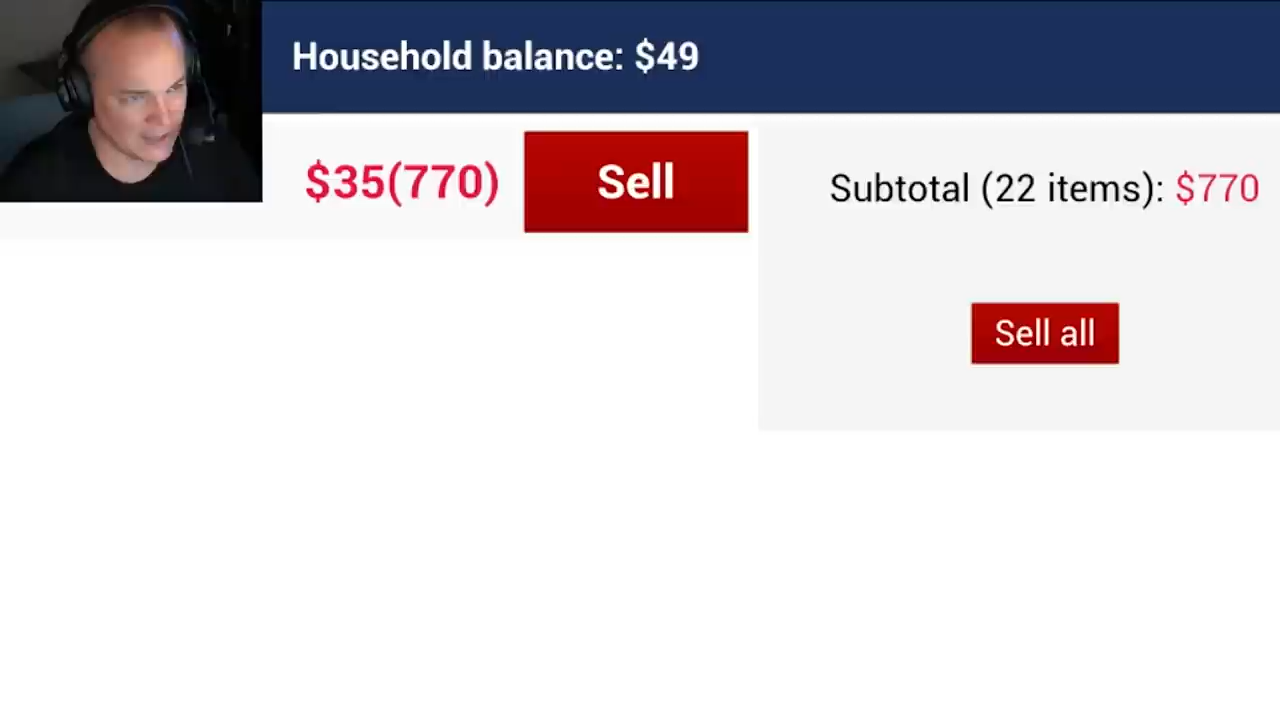 Household balance: $49
$35(770)
Sell
Subtotal (22 items): $770
Sell all